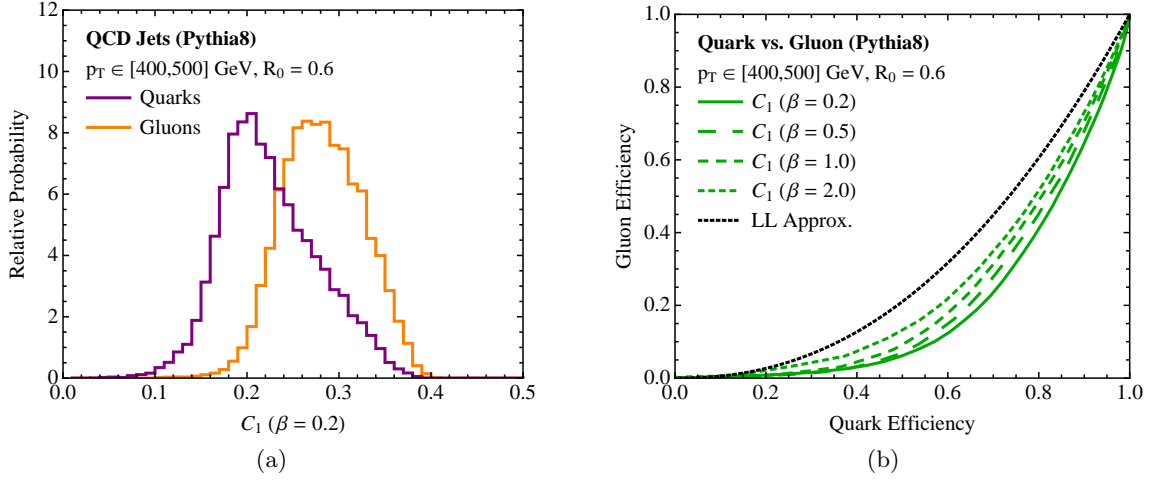 QCD Jets (Pythia8)
p_T ∈ [400,500] GeV, R_0 = 0.6
Quarks
Gluons
Relative Probability
12
10
8
6
4
2
0
0.0 0.1 0.2 0.3 0.4 0.5
C_1 (β = 0.2)
(a)
Quark vs. Gluon (Pythia8)
p_T ∈ [400,500] GeV, R_0 = 0.6
C_1 (β = 0.2)
C_1 (β = 0.5)
C_1 (β = 1.0)
C_1 (β = 2.0)
LL Approx.
Gluon Efficiency
1.0
0.8
0.6
0.4
0.2
0.0
0.0 0.2 0.4 0.6 0.8 1.0
Quark Efficiency
(b)